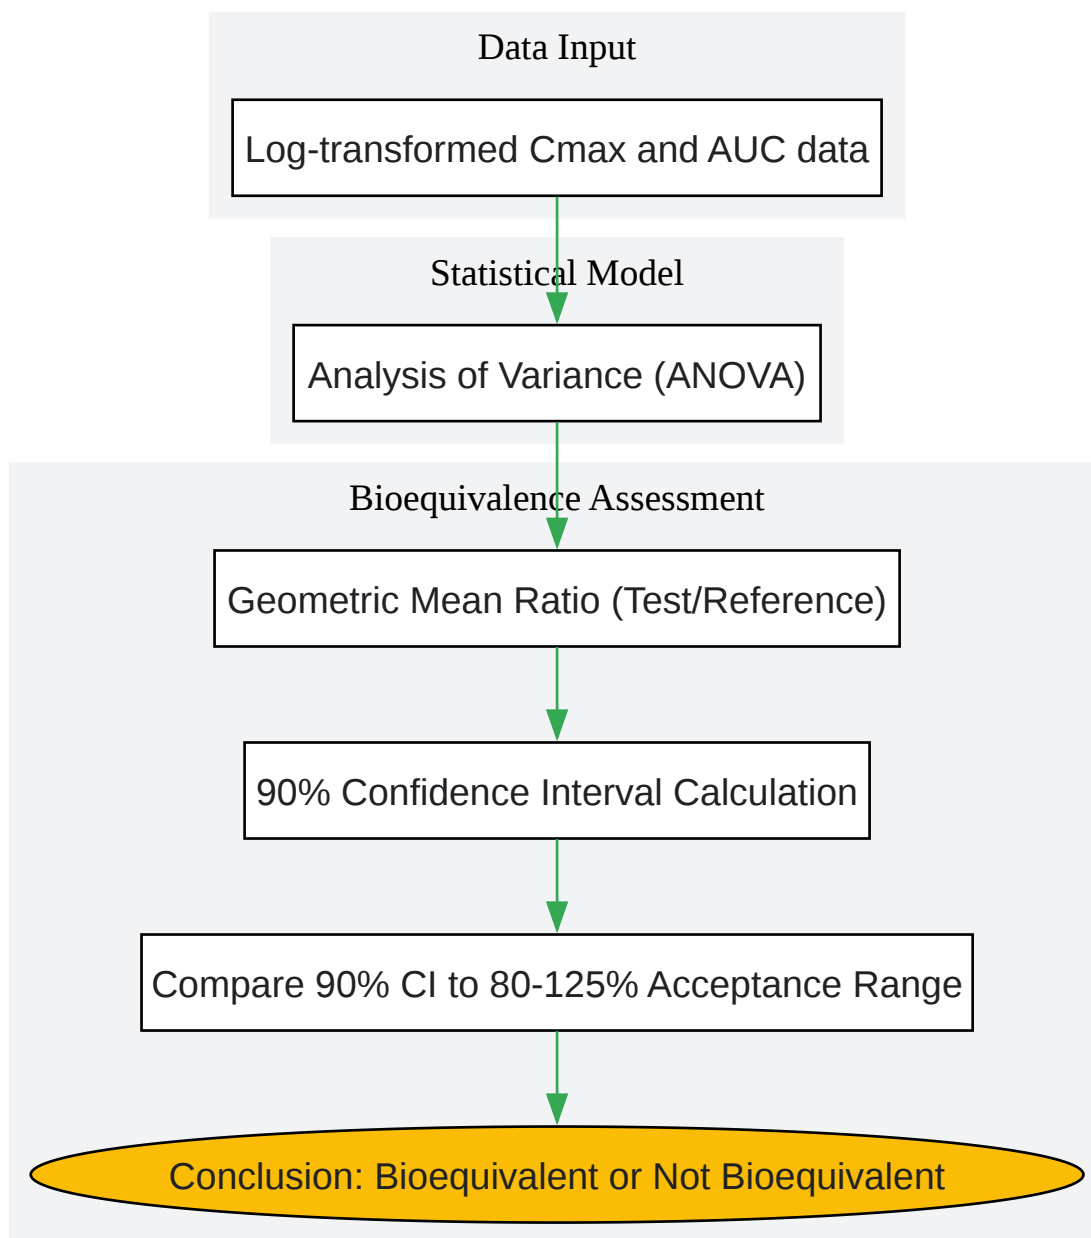 Data Input
Log-transformed Cmax and AUC data
Statistical Model
Analysis of Variance (ANOVA)
Bioequivalence Assessment
Geometric Mean Ratio (Test/Reference)
90% Confidence Interval Calculation
Compare 90% CI to 80-125% Acceptance Range
Conclusion: Bioequivalent or Not Bioequivalent